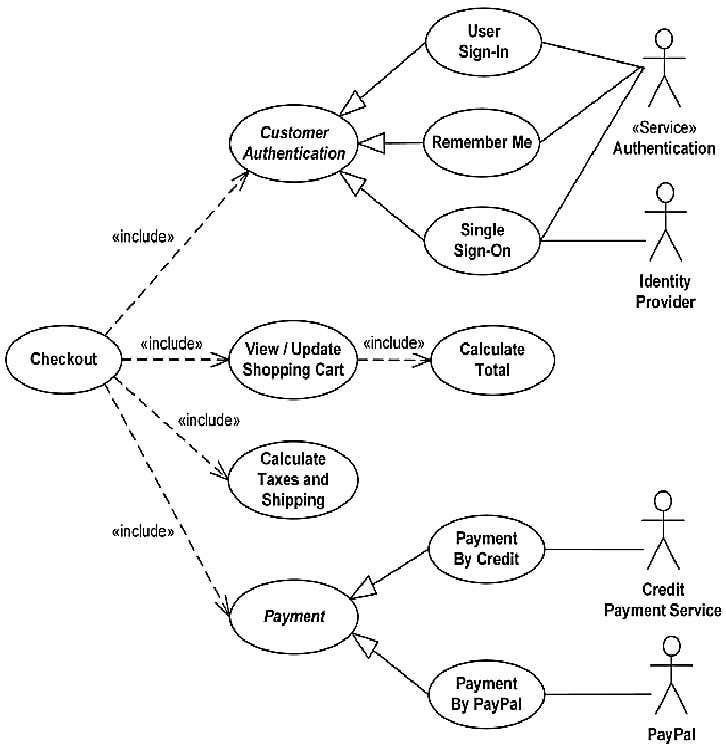 User
Sign-In
«Service»
Authentication
Customer
Authentication
Remember Me
Single
Sign-On
Identity
Provider
«include»
Checkout
«include»
View / Update
Shopping Cart
«include»
Calculate
Total
«include»
Calculate
Taxes and
Shipping
«include»
Payment
By Credit
Credit
Payment Service
Payment
Payment
By PayPal
PayPal